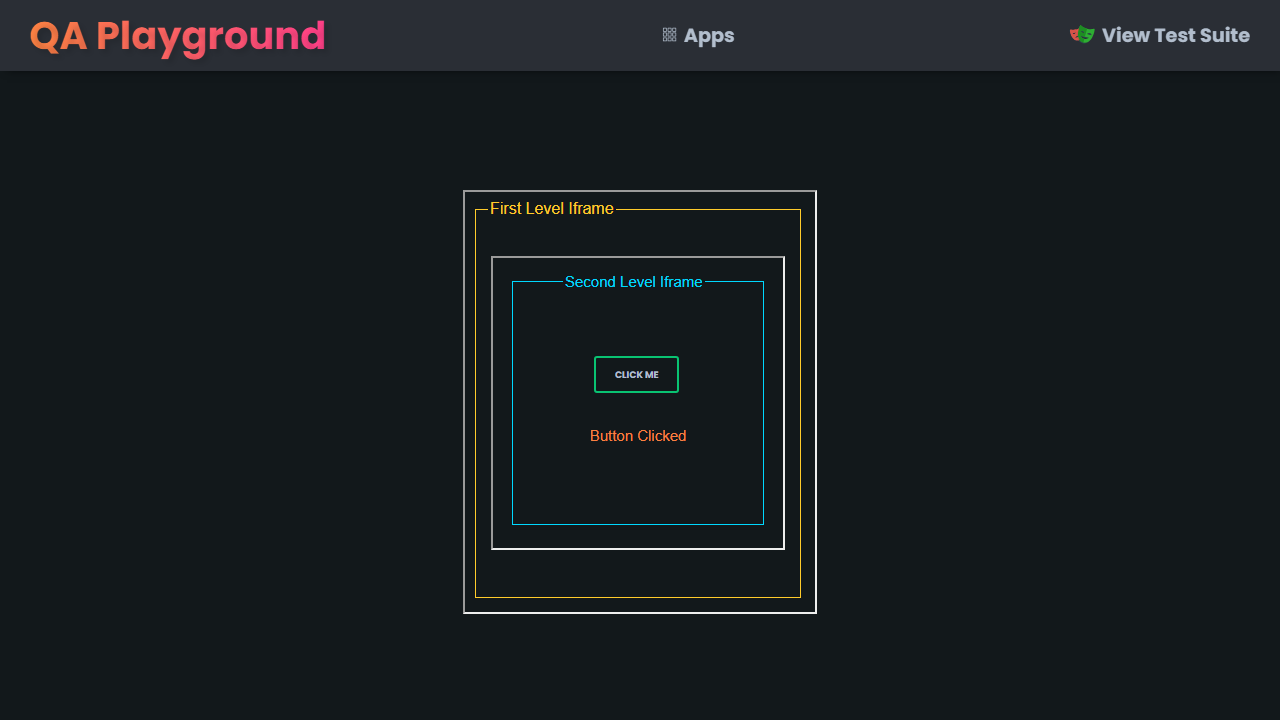 QA Playground
Apps
View Test Suite
First Level Iframe
Second Level Iframe
CLICK ME
Button Clicked